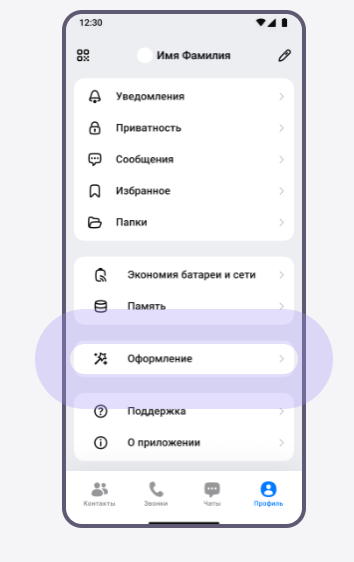 12:30
Имя Фамилия
Уведомления
Приватность
Сообщения
Избранное
Папки
Экономия батареи и сети
Память
Оформление
Поддержка
О приложении
Контакты Звонки Чаты Профиль